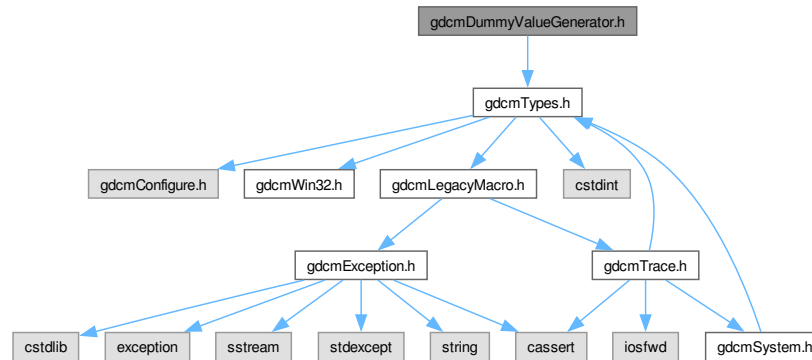 gdcmDummyValueGenerator.h
gdcmTypes.h
gdcmConfigure.h
gdcmWin32.h
gdcmLegacyMacro.h
cstdint
gdcmException.h
gdcmTrace.h
cstdlib
exception
sstream
stdexcept
string
cassert
iosfwd
gdcmSystem.h